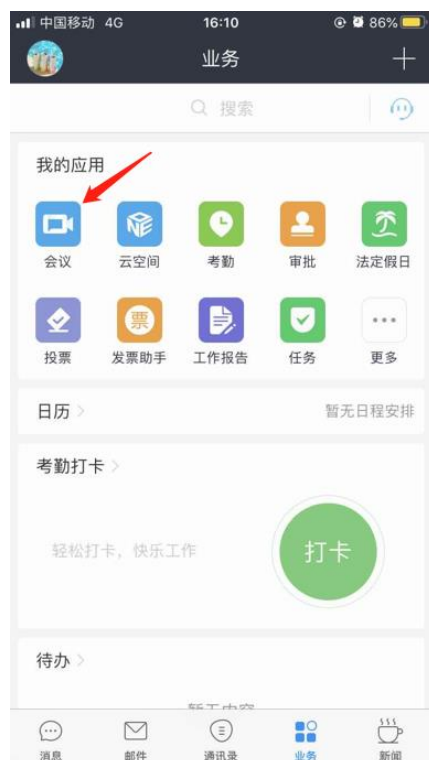 中国移动 4G 16:10 86%
业务
搜索
我的应用
会议 云空间 考勤 审批 法定假日
投票 发票助手 工作报告 任务 更多
日历 暂无日程安排
考勤打卡
轻松打卡，快乐工作
打卡
待办
暂无内容
消息 邮件 通讯录 业务 新闻